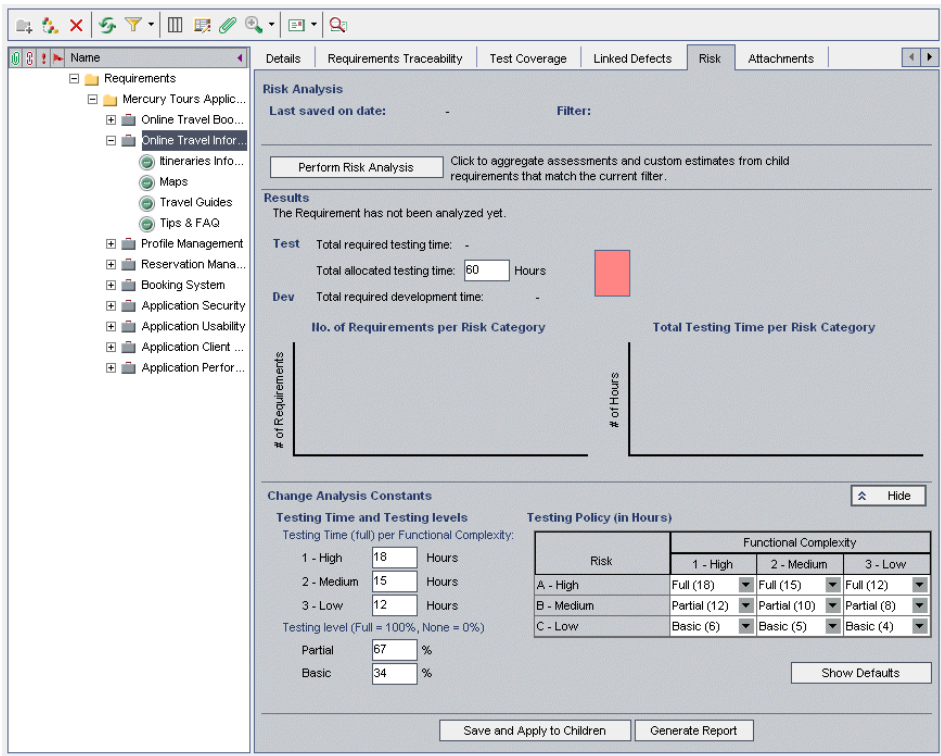 Name
Requirements
Mercury Tours Applic...
Online Travel Boo...
Online Travel Infor...
Itineraries Info...
Maps
Travel Guides
Tips & FAQ
Profile Management
Reservation Mana...
Booking System
Application Security
Application Usability
Application Client ...
Application Perfor...
Details Requirements Traceability Test Coverage Linked Defects Risk Attachments
Risk Analysis
Last saved on date: - Filter:
Perform Risk Analysis
Click to aggregate assessments and custom estimates from child
requirements that match the current filter.
Results
The Requirement has not been analyzed yet.
Test Total required testing time: -
Total allocated testing time: 60 Hours
Dev Total required development time: -
No. of Requirements per Risk Category
# of Requirements
Total Testing Time per Risk Category
# of Hours
Change Analysis Constants
Hide
Testing Time and Testing levels
Testing Time (full) per Functional Complexity:
1 - High 18 Hours
2 - Medium 15 Hours
3 - Low 12 Hours
Testing level (Full = 100%, None = 0%)
Partial 67 %
Basic 34 %
Testing Policy (in Hours)
Functional Complexity
Risk 1 - High 2 - Medium 3 - Low
A - High Full (18) Full (15) Full (12)
B - Medium Partial (12) Partial (10) Partial (8)
C - Low Basic (6) Basic (5) Basic (4)
Show Defaults
Save and Apply to Children Generate Report